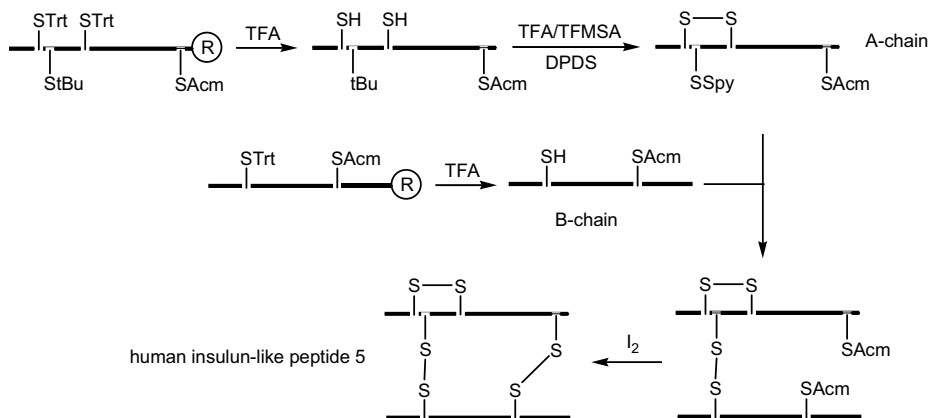 STrt STrt
R
StBu
SAcm
TFA
SH SH
tBu
SAcm
TFA/TFMSA
DPDS
S S
SSpy
SAcm
A-chain
STrt
SAcm
R
TFA
SH
SAcm
B-chain
S S
S
S
S
S
human insulun-like peptide 5
I2
S S
S
S
SAcm
SAcm